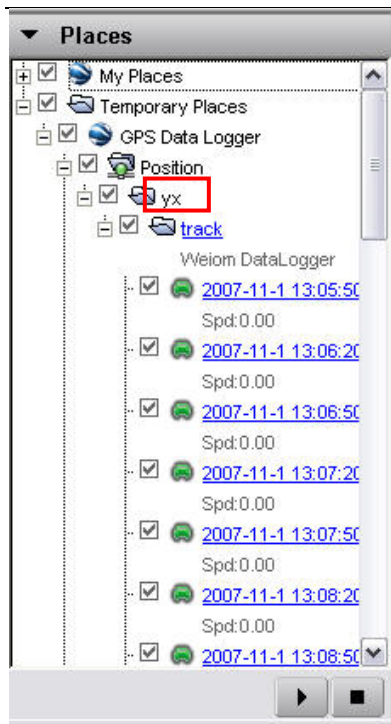 Places
My Places
Temporary Places
GPS Data Logger
Position
yx
track
Weiom DataLogger
2007-11-1 13:05:50
Spd:0.00
2007-11-1 13:06:20
Spd:0.00
2007-11-1 13:06:50
Spd:0.00
2007-11-1 13:07:20
Spd:0.00
2007-11-1 13:07:50
Spd:0.00
2007-11-1 13:08:20
Spd:0.00
2007-11-1 13:08:50